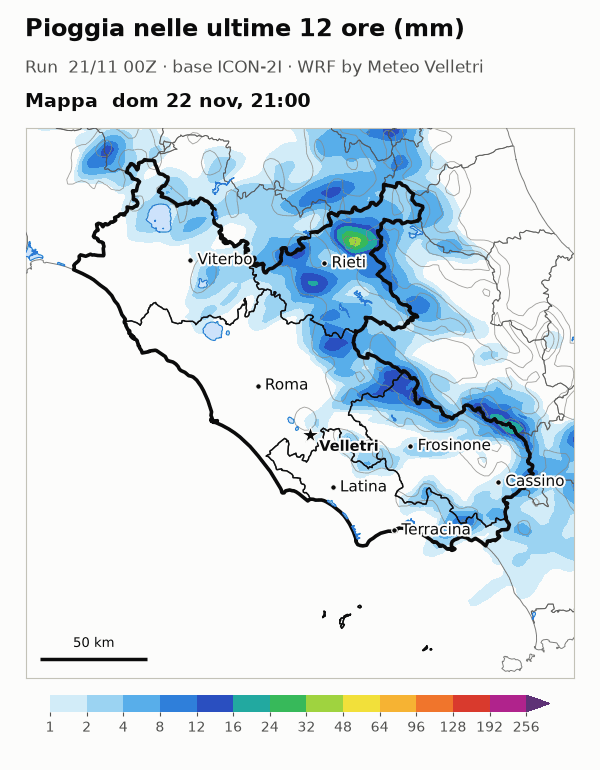 Pioggia nelle ultime 12 ore (mm)
Run  21/11 00Z · base ICON-2I · WRF by Meteo Velletri
Mappa  dom 22 nov, 21:00
Viterbo
Rieti
Roma
Velletri
Frosinone
Latina
Cassino
Terracina
50 km
1 2 4 8 12 16 24 32 48 64 96 128 192 256